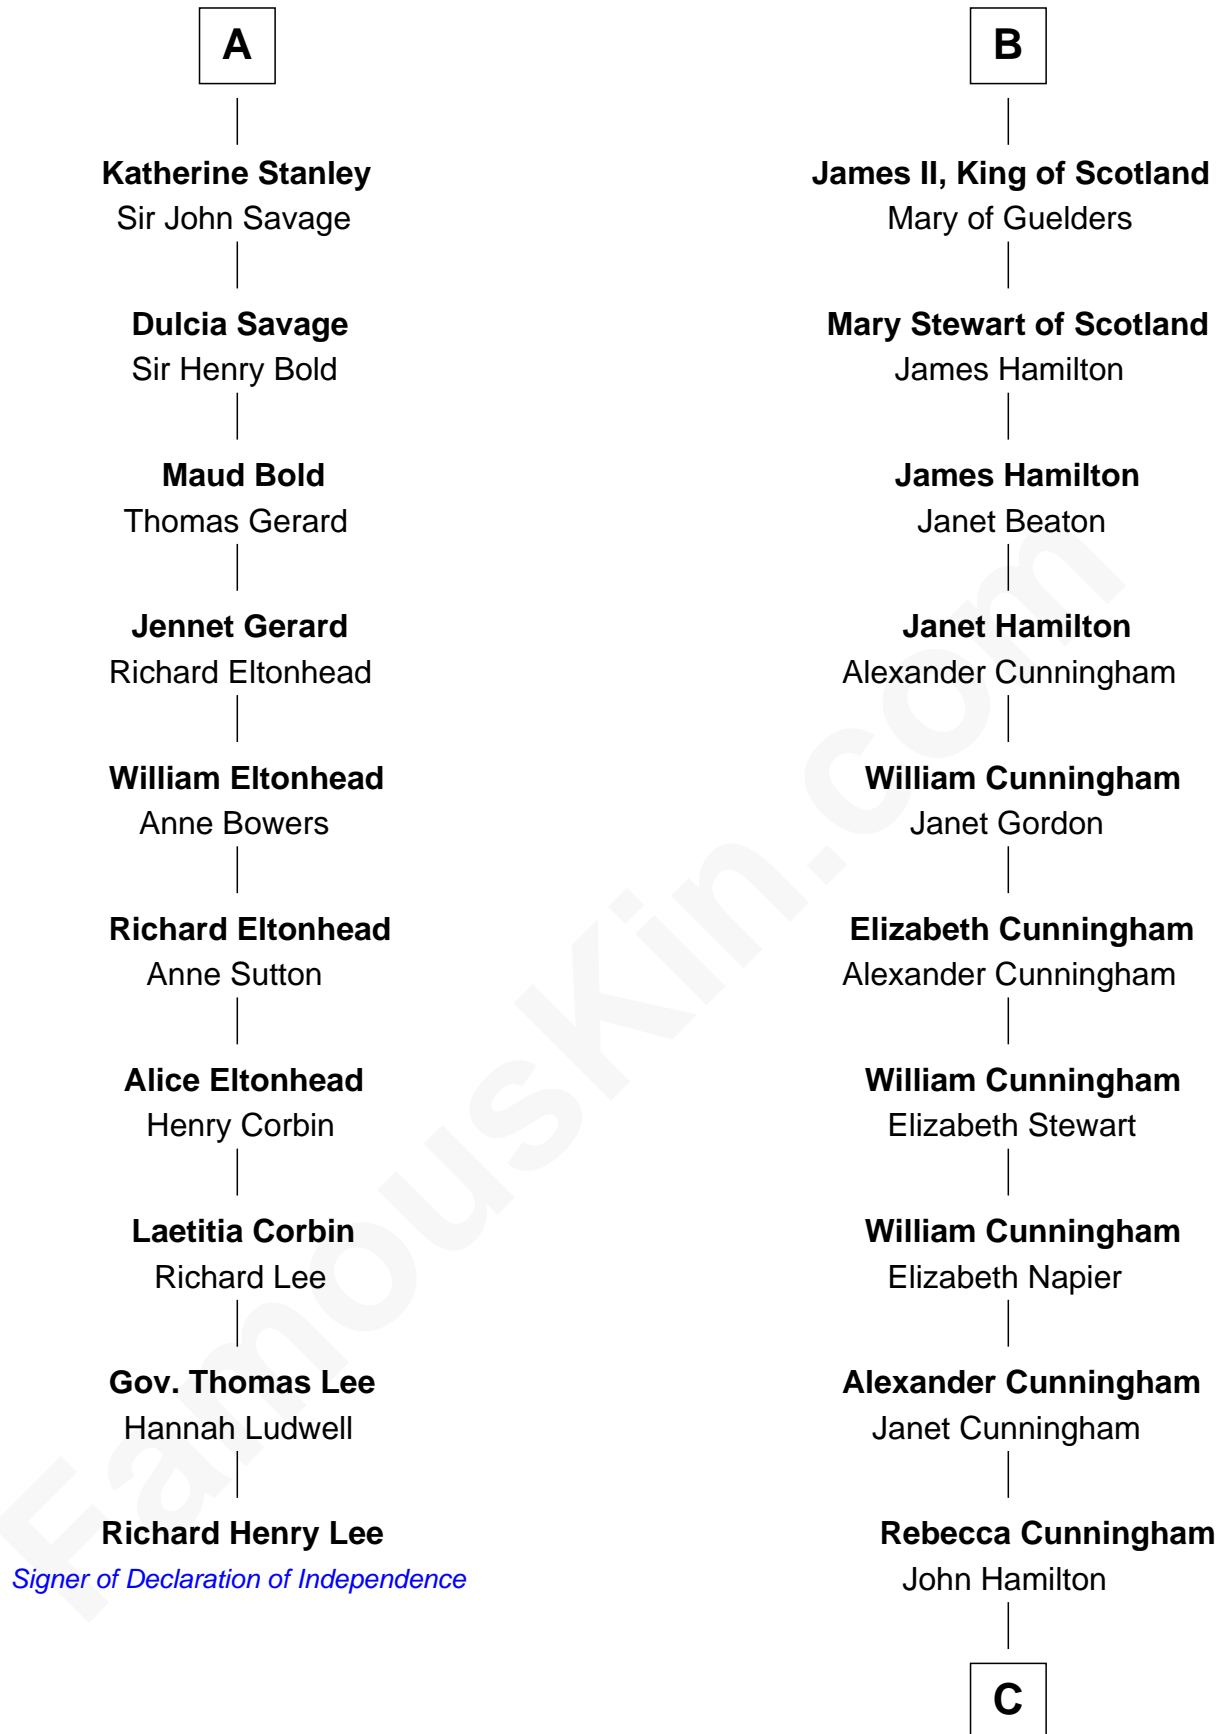 A
Katherine Stanley
Sir John Savage
Dulcia Savage
Sir Henry Bold
Maud Bold
Thomas Gerard
Jennet Gerard
Richard Eltonhead
William Eltonhead
Anne Bowers
Richard Eltonhead
Anne Sutton
Alice Eltonhead
Henry Corbin
Laetitia Corbin
Richard Lee
Gov. Thomas Lee
Hannah Ludwell
Richard Henry Lee
Signer of Declaration of Independence
B
James II, King of Scotland
Mary of Guelders
Mary Stewart of Scotland
James Hamilton
James Hamilton
Janet Beaton
Janet Hamilton
Alexander Cunningham
William Cunningham
Janet Gordon
Elizabeth Cunningham
Alexander Cunningham
William Cunningham
Elizabeth Stewart
William Cunningham
Elizabeth Napier
Alexander Cunningham
Janet Cunningham
Rebecca Cunningham
John Hamilton
C
FamousKin.com